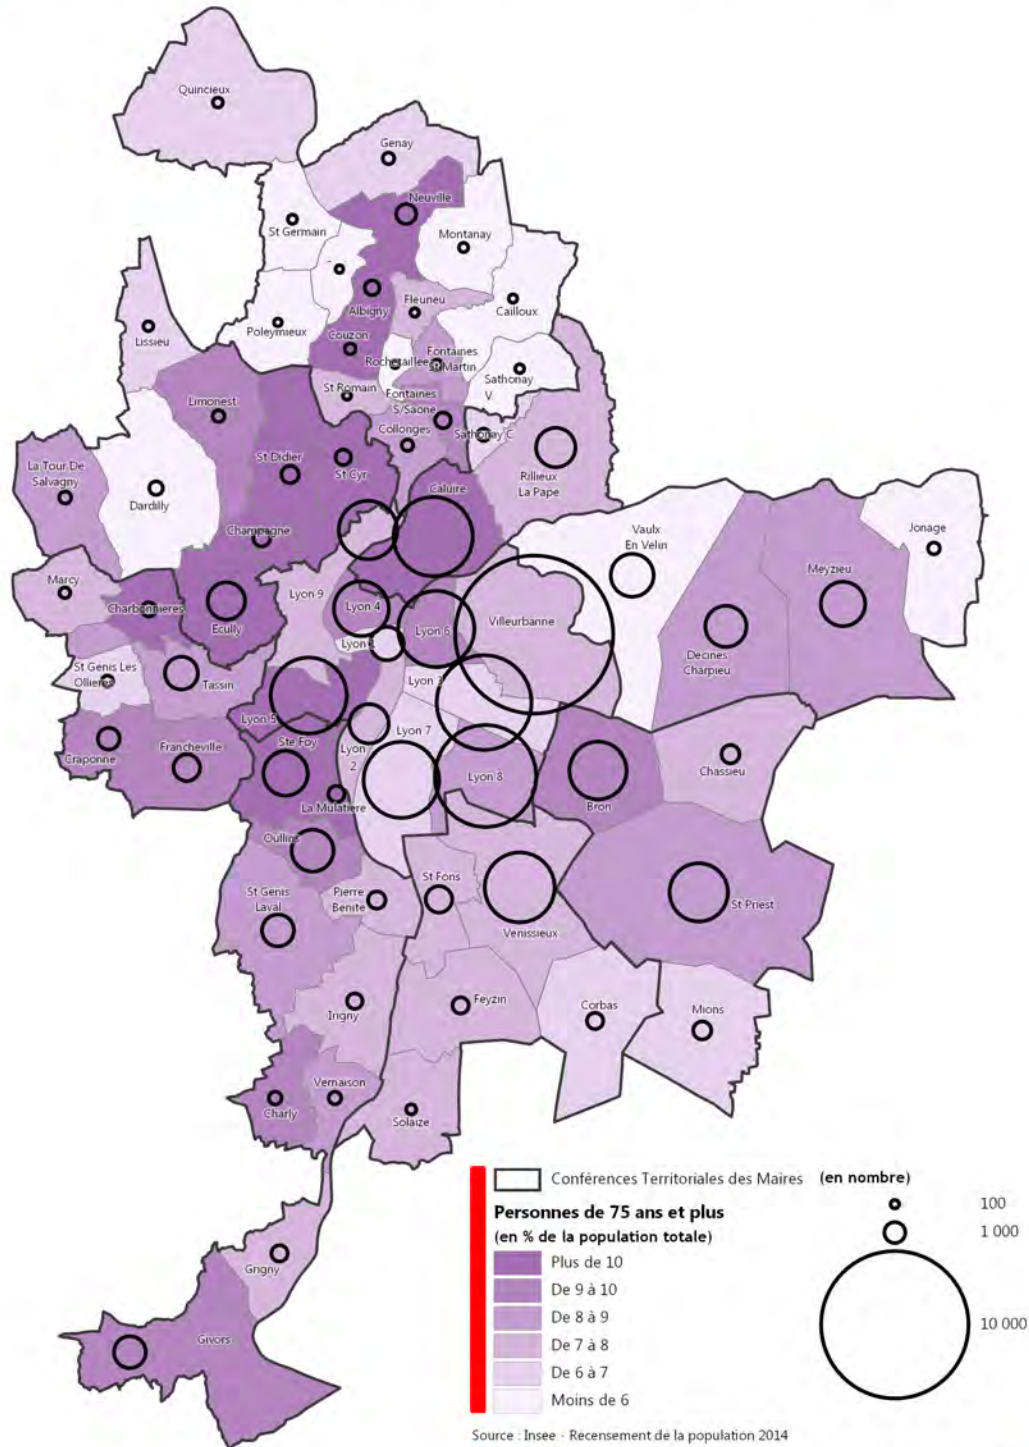 Quincieux
Genay
Neuville
St Germain
Montanay
Albigny
Fleuneu
Cailloux
Poleymieux
Lissieu
Couzon
Rochetaillee
Fontaines
St Martin
Sathonay
V
St Romain
Limonest
Fontaines
S/Saone
Collonges
Sathonay C
La Tour De
Salvagny
St Didier
St Cyr
Rillieux
La Pape
Dardilly
Caluire
Champagne
Vaulx
En Velin
Jonage
Marcy
Meyzieu
Lyon 9
Charbonnieres
Ecully
Lyon 4
Lyon 6
Villeurbanne
Lyon 1
Decines
Charpieu
St Genis Les
Ollieres
Tassin
Lyon 3
Lyon 5
Lyon 7
Craponne
Francheville
Ste Foy
Lyon
2
Lyon 8
Chassieu
La Mulatiere
Bron
Oullins
St Genis
Laval
Pierre
Benite
St Fons
St Priest
Venissieux
Irigny
Feyzin
Corbas
Mions
Vernaison
Charly
Solaize
Grigny
Givors
Conférences Territoriales des Maires
(en nombre)
100
1 000
10 000
Personnes de 75 ans et plus
(en % de la population totale)
Plus de 10
De 9 à 10
De 8 à 9
De 7 à 8
De 6 à 7
Moins de 6
Source : Insee - Recensement de la population 2014